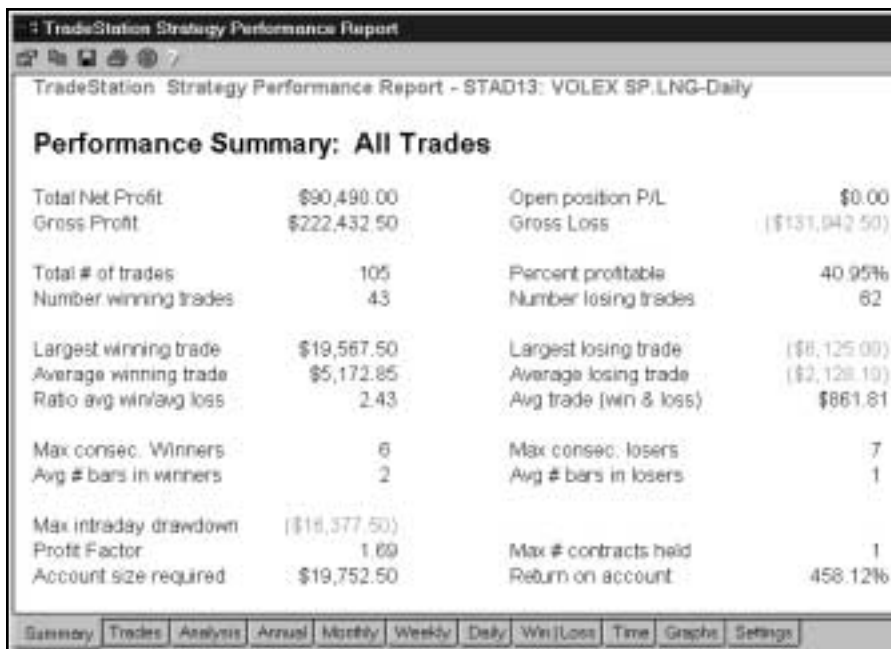 TradeStation Strategy Performance Report
TradeStation Strategy Performance Report - STAD13: VOLEX SP.LNG-Daily
Performance Summary: All Trades
Total Net Profit $90,490.00 Open position P/L $0.00
Gross Profit $222,432.50 Gross Loss ($131,942.50)
Total # of trades 105 Percent profitable 40.95%
Number winning trades 43 Number losing trades 62
Largest winning trade $19,567.50 Largest losing trade ($6,125.00)
Average winning trade $5,172.85 Average losing trade ($2,128.10)
Ratio avg win/avg loss 2.43 Avg trade (win & loss) $861.81
Max consec. Winners 6 Max consec. losers 7
Avg # bars in winners 2 Avg # bars in losers 1
Max intraday drawdown ($16,377.50)
Profit Factor 1.69 Max # contracts held 1
Account size required $19,752.50 Return on account 458.12%
Summary Trades Analysis Annual Monthly Weekly Daily Win|Loss Time Graphs Settings